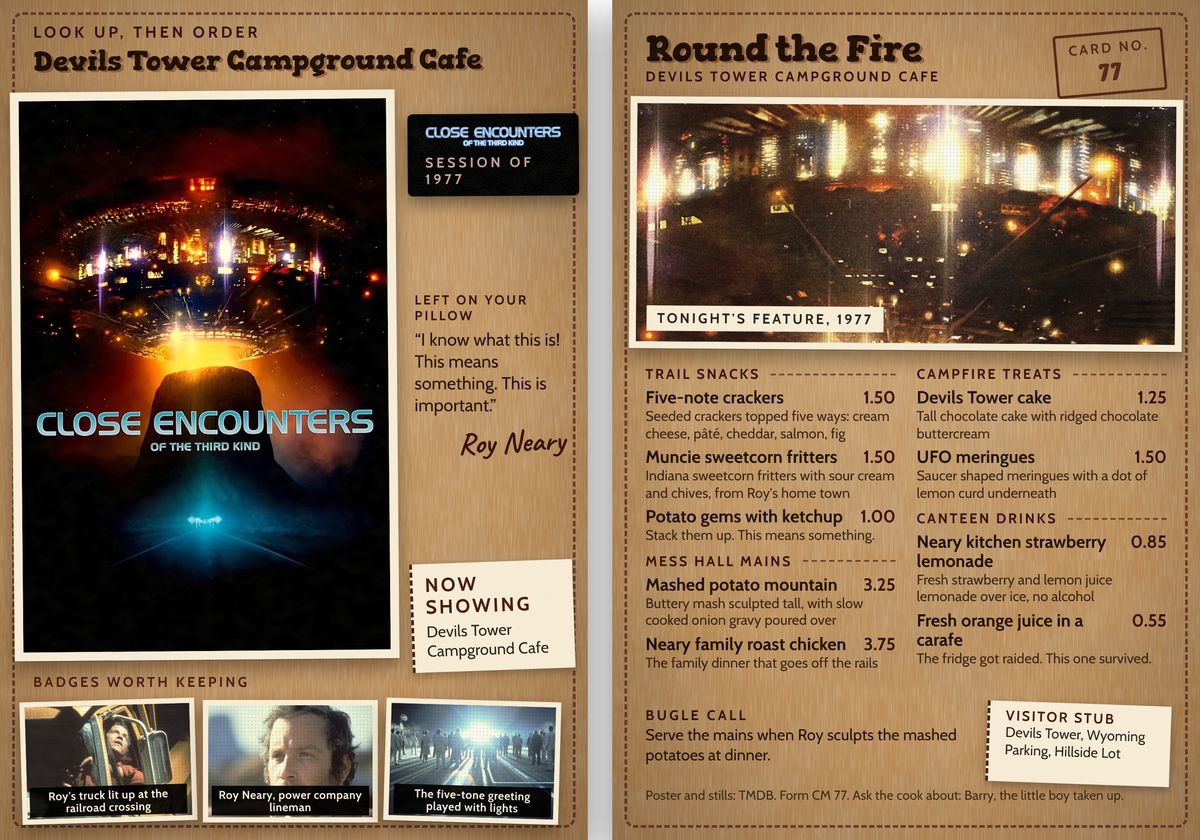 LOOK UP, THEN ORDER
Devils Tower Campground Cafe
CLOSE ENCOUNTERS
OF THE THIRD KIND
CLOSE ENCOUNTERS
OF THE THIRD KIND
SESSION OF
1977
LEFT ON YOUR
PILLOW
“I know what this is!
This means
something. This is
important.”
Roy Neary
NOW
SHOWING
Devils Tower
Campground Cafe
BADGES WORTH KEEPING
Roy's truck lit up at the
railroad crossing
Roy Neary, power company
lineman
The five-tone greeting
played with lights
Round the Fire
DEVILS TOWER CAMPGROUND CAFE
CARD NO.
77
TONIGHT'S FEATURE, 1977
TRAIL SNACKS
Five-note crackers 1.50
Seeded crackers topped five ways: cream
cheese, pâté, cheddar, salmon, fig
Muncie sweetcorn fritters 1.50
Indiana sweetcorn fritters with sour cream
and chives, from Roy's home town
Potato gems with ketchup 1.00
Stack them up. This means something.
MESS HALL MAINS
Mashed potato mountain 3.25
Buttery mash sculpted tall, with slow
cooked onion gravy poured over
Neary family roast chicken 3.75
The family dinner that goes off the rails
CAMPFIRE TREATS
Devils Tower cake 1.25
Tall chocolate cake with ridged chocolate
buttercream
UFO meringues 1.50
Saucer shaped meringues with a dot of
lemon curd underneath
CANTEEN DRINKS
Neary kitchen strawberry 0.85
lemonade
Fresh strawberry and lemon juice
lemonade over ice, no alcohol
Fresh orange juice in a 0.55
carafe
The fridge got raided. This one survived.
BUGLE CALL
Serve the mains when Roy sculpts the mashed
potatoes at dinner.
VISITOR STUB
Devils Tower, Wyoming
Parking, Hillside Lot
Poster and stills: TMDB. Form CM 77. Ask the cook about: Barry, the little boy taken up.